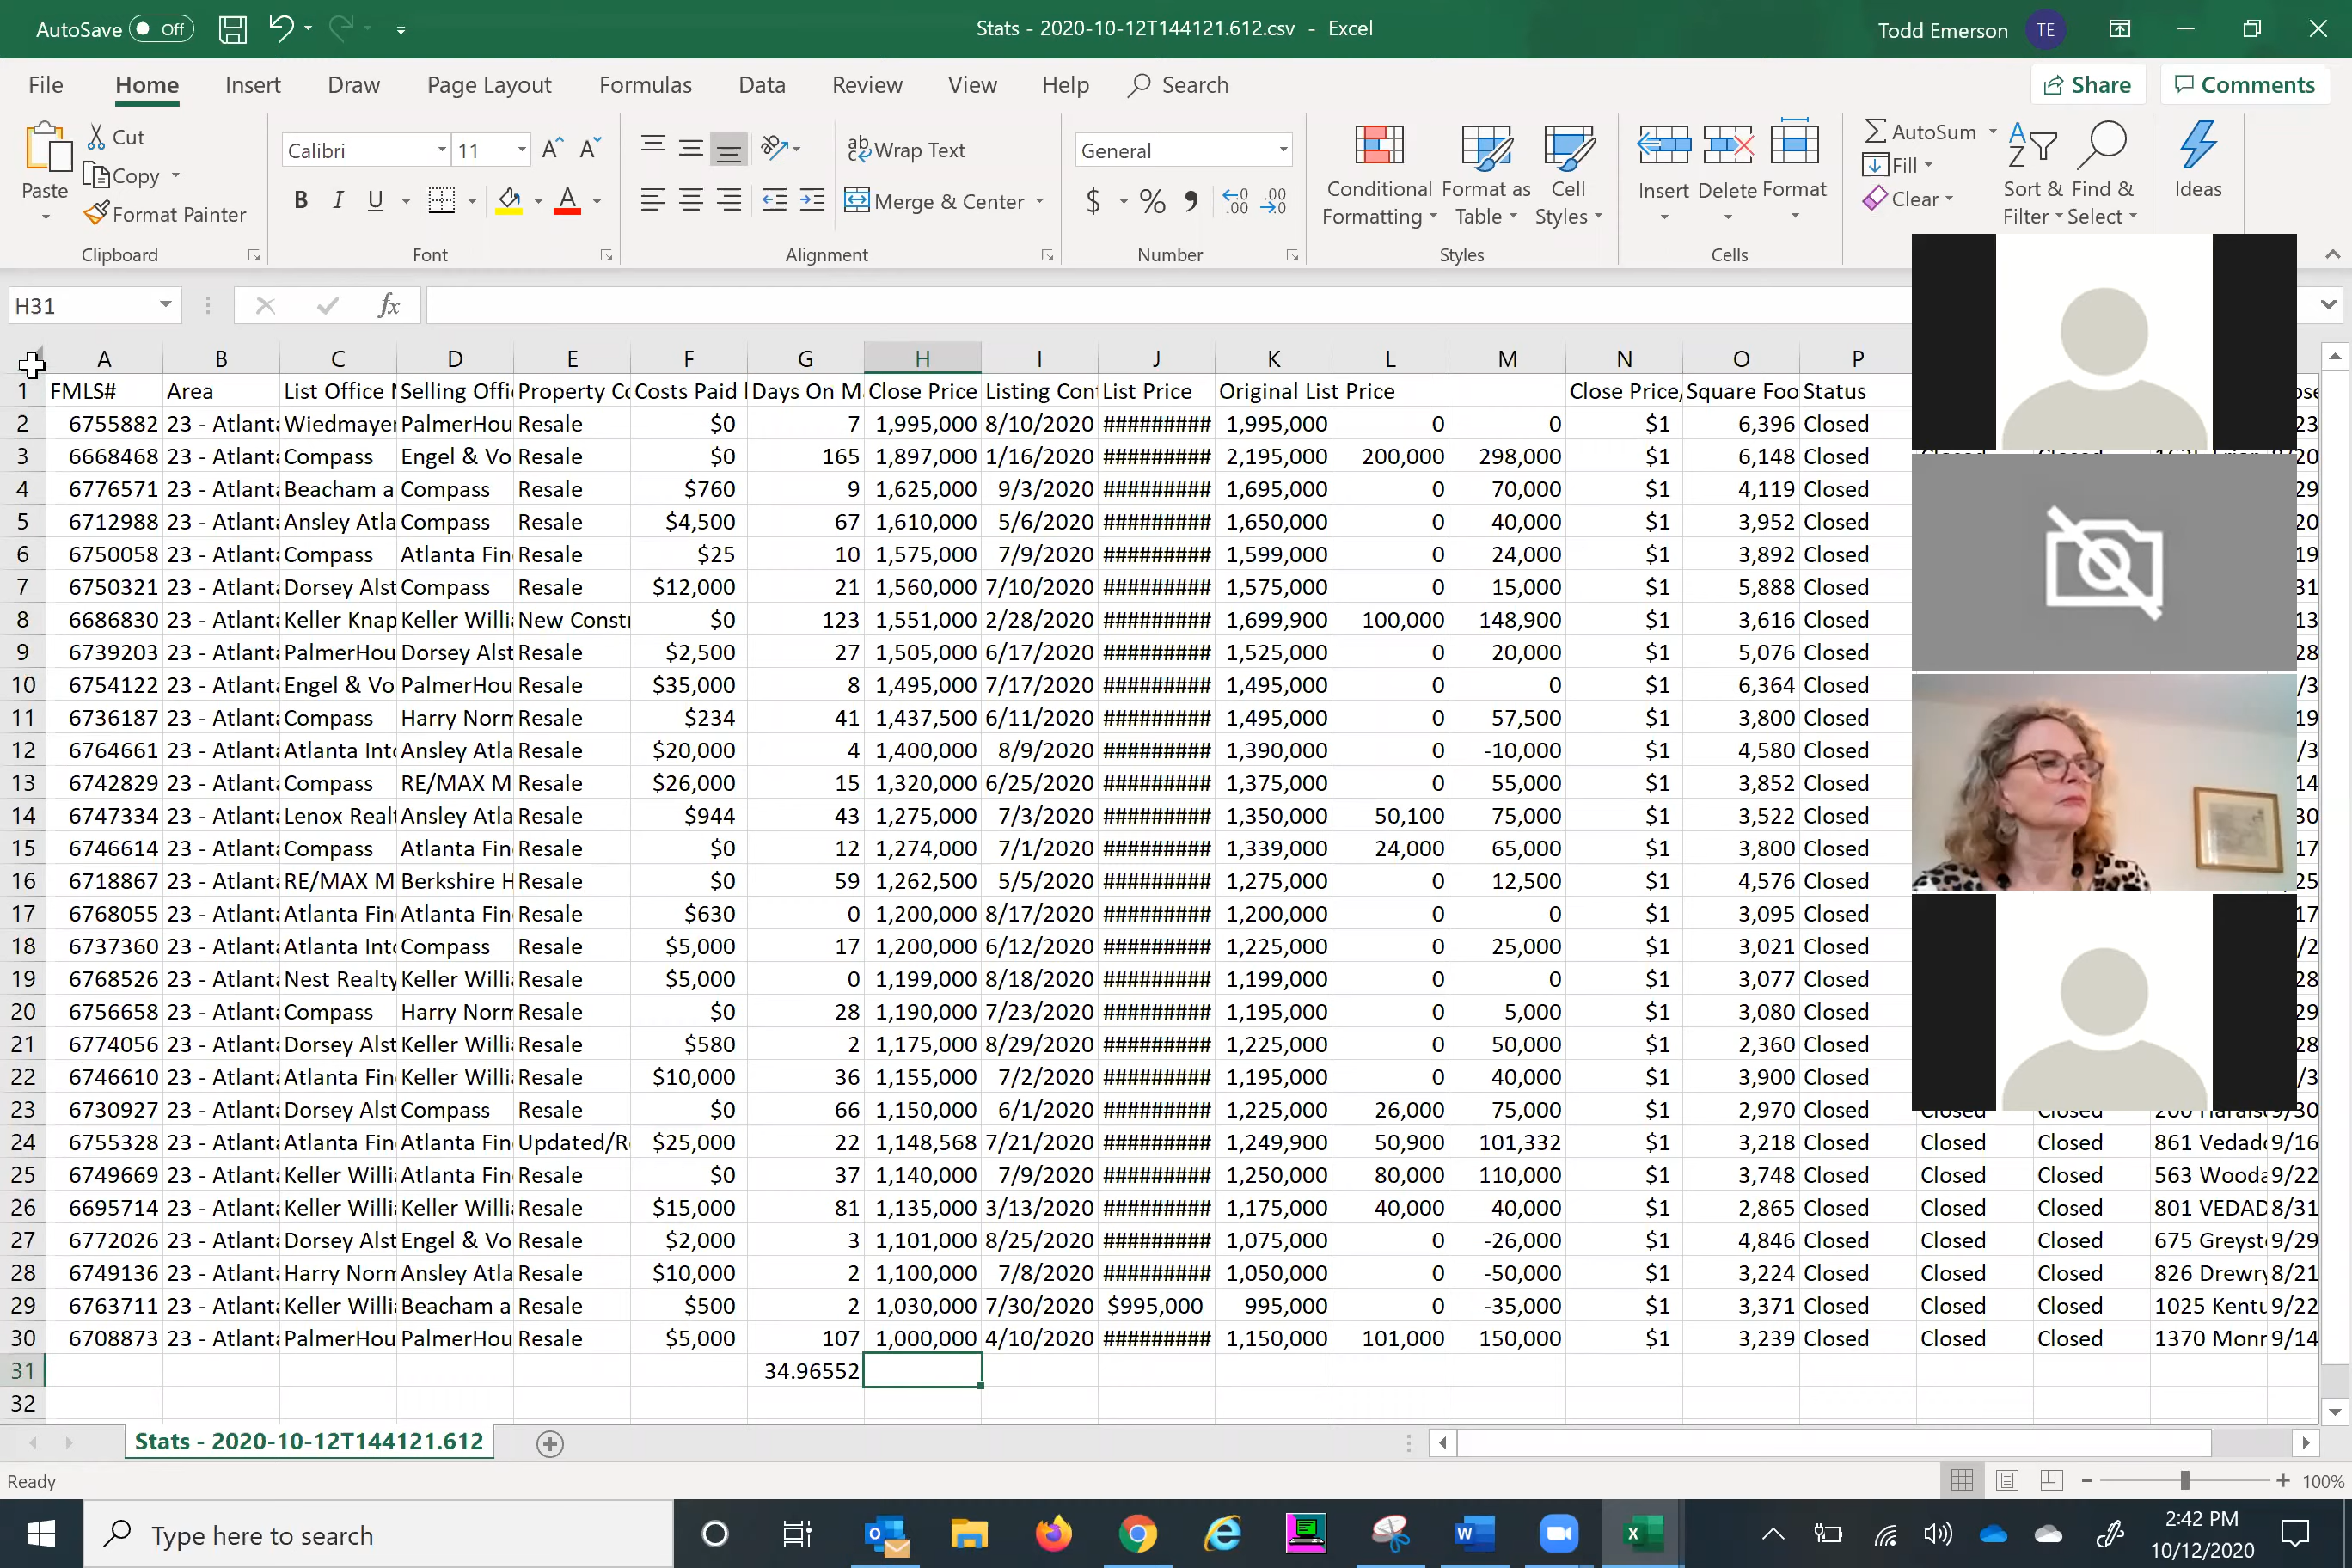 AutoSave Off Stats - 2020-10-12T144121.612.csv - Excel Todd Emerson TE
File Home Insert Draw Page Layout Formulas Data Review View Help Search Share Comments
Paste Cut Copy Format Painter Clipboard
Calibri 11 B I U Font
Wrap Text Merge & Center Alignment
General $ % Number
Conditional Formatting Format as Table Cell Styles Styles
Insert Delete Format Cells
AutoSum Fill Clear Sort & Filter Find & Select Ideas
H31 fx
A B C D E F G H I J K L M N O P
1 FMLS# Area List Office Selling Offi Property Co Costs Paid Days On M Close Price Listing Con List Price Original List Price Close Price/ Square Foo Status
2 6755882 23 - Atlanta Wiedmayer PalmerHou Resale $0 7 1,995,000 8/10/2020 ######### 1,995,000 0 0 $1 6,396 Closed 23
3 6668468 23 - Atlanta Compass Engel & Vo Resale $0 165 1,897,000 1/16/2020 ######### 2,195,000 200,000 298,000 $1 6,148 Closed /20
4 6776571 23 - Atlanta Beacham a Compass Resale $760 9 1,625,000 9/3/2020 ######### 1,695,000 0 70,000 $1 4,119 Closed 29
5 6712988 23 - Atlanta Ansley Atla Compass Resale $4,500 67 1,610,000 5/6/2020 ######### 1,650,000 0 40,000 $1 3,952 Closed 20
6 6750058 23 - Atlanta Compass Atlanta Fin Resale $25 10 1,575,000 7/9/2020 ######### 1,599,000 0 24,000 $1 3,892 Closed 19
7 6750321 23 - Atlanta Dorsey Alst Compass Resale $12,000 21 1,560,000 7/10/2020 ######### 1,575,000 0 15,000 $1 5,888 Closed 31
8 6686830 23 - Atlanta Keller Knap Keller Willi New Constr $0 123 1,551,000 2/28/2020 ######### 1,699,900 100,000 148,900 $1 3,616 Closed 13
9 6739203 23 - Atlanta PalmerHou Dorsey Alst Resale $2,500 27 1,505,000 6/17/2020 ######### 1,525,000 0 20,000 $1 5,076 Closed 28
10 6754122 23 - Atlanta Engel & Vo PalmerHou Resale $35,000 8 1,495,000 7/17/2020 ######### 1,495,000 0 0 $1 6,364 Closed /3
11 6736187 23 - Atlanta Compass Harry Norm Resale $234 41 1,437,500 6/11/2020 ######### 1,495,000 0 57,500 $1 3,800 Closed 19
12 6764661 23 - Atlanta Atlanta Into Ansley Atla Resale $20,000 4 1,400,000 8/9/2020 ######### 1,390,000 0 -10,000 $1 4,580 Closed /3
13 6742829 23 - Atlanta Compass RE/MAX M Resale $26,000 15 1,320,000 6/25/2020 ######### 1,375,000 0 55,000 $1 3,852 Closed 14
14 6747334 23 - Atlanta Lenox Realt Ansley Atla Resale $944 43 1,275,000 7/3/2020 ######### 1,350,000 50,100 75,000 $1 3,522 Closed 30
15 6746614 23 - Atlanta Compass Atlanta Fin Resale $0 12 1,274,000 7/1/2020 ######### 1,339,000 24,000 65,000 $1 3,800 Closed 17
16 6718867 23 - Atlanta RE/MAX M Berkshire H Resale $0 59 1,262,500 5/5/2020 ######### 1,275,000 0 12,500 $1 4,576 Closed 25
17 6768055 23 - Atlanta Atlanta Fin Atlanta Fin Resale $630 0 1,200,000 8/17/2020 ######### 1,200,000 0 0 $1 3,095 Closed 17
18 6737360 23 - Atlanta Atlanta Into Compass Resale $5,000 17 1,200,000 6/12/2020 ######### 1,225,000 0 25,000 $1 3,021 Closed /2
19 6768526 23 - Atlanta Nest Realty Keller Willi Resale $5,000 0 1,199,000 8/18/2020 ######### 1,199,000 0 0 $1 3,077 Closed 28
20 6756658 23 - Atlanta Compass Harry Norm Resale $0 28 1,190,000 7/23/2020 ######### 1,195,000 0 5,000 $1 3,080 Closed 29
21 6774056 23 - Atlanta Dorsey Alst Keller Willi Resale $580 2 1,175,000 8/29/2020 ######### 1,225,000 0 50,000 $1 2,360 Closed 28
22 6746610 23 - Atlanta Atlanta Fin Keller Willi Resale $10,000 36 1,155,000 7/2/2020 ######### 1,195,000 0 40,000 $1 3,900 Closed /3
23 6730927 23 - Atlanta Dorsey Alst Compass Resale $0 66 1,150,000 6/1/2020 ######### 1,225,000 26,000 75,000 $1 2,970 Closed Closed Closed 9/30
24 6755328 23 - Atlanta Atlanta Fin Atlanta Fin Updated/R $25,000 22 1,148,568 7/21/2020 ######### 1,249,900 50,900 101,332 $1 3,218 Closed Closed Closed 861 Vedado 9/16
25 6749669 23 - Atlanta Keller Willi Atlanta Fin Resale $0 37 1,140,000 7/9/2020 ######### 1,250,000 80,000 110,000 $1 3,748 Closed Closed Closed 563 Wooda 9/22
26 6695714 23 - Atlanta Keller Willi Keller Willi Resale $15,000 81 1,135,000 3/13/2020 ######### 1,175,000 40,000 40,000 $1 2,865 Closed Closed Closed 801 VEDAD 8/31
27 6772026 23 - Atlanta Dorsey Alst Engel & Vo Resale $2,000 3 1,101,000 8/25/2020 ######### 1,075,000 0 -26,000 $1 4,846 Closed Closed Closed 675 Greyst 9/29
28 6749136 23 - Atlanta Harry Norm Ansley Atla Resale $10,000 2 1,100,000 7/8/2020 ######### 1,050,000 0 -50,000 $1 3,224 Closed Closed Closed 826 Drewry 8/21
29 6763711 23 - Atlanta Keller Willi Beacham a Resale $500 2 1,030,000 7/30/2020 $995,000 995,000 0 -35,000 $1 3,371 Closed Closed Closed 1025 Kentu 9/22
30 6708873 23 - Atlanta PalmerHou PalmerHou Resale $5,000 107 1,000,000 4/10/2020 ######### 1,150,000 101,000 150,000 $1 3,239 Closed Closed Closed 1370 Monr 9/14
31 34.96552
32
Stats - 2020-10-12T144121.612
Ready 100%
Type here to search 2:42 PM
10/12/2020